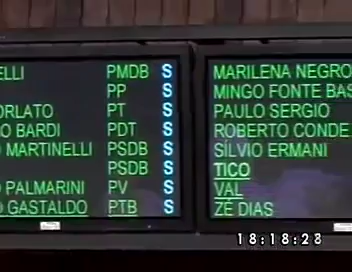 ELLI PMDB S
PP S
ORLATO PT S
O BARDI PDT S
O MARTINELLI PSDB S
PSDB S
O PALMARINI PV S
O GASTALDO PTB S
MARILENA NEGRO
MINGO FONTE BAS
PAULO SERGIO
ROBERTO CONDE
SÍLVIO ERMANI
TICO
VAL
ZÉ DIAS
18:18:28